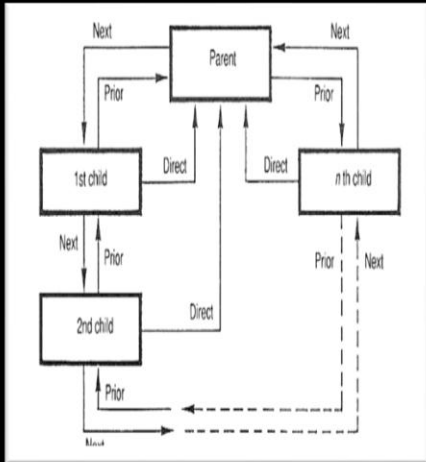 Next
Next
Parent
Prior
Prior
1st child
Direct
Direct
n th child
Next
Prior
Prior
Next
2nd child
Direct
Prior
Next